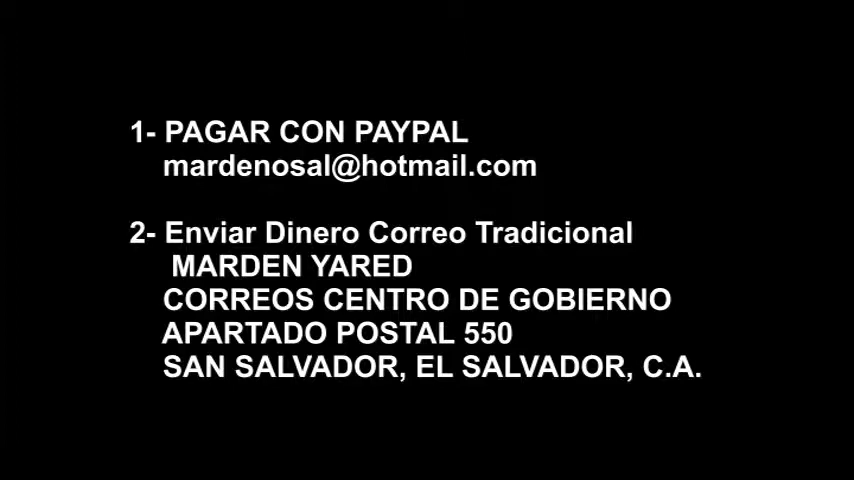 1- PAGAR CON PAYPAL
mardenosal@hotmail.com
2- Enviar Dinero Correo Tradicional
MARDEN YARED
CORREOS CENTRO DE GOBIERNO
APARTADO POSTAL 550
SAN SALVADOR, EL SALVADOR, C.A.